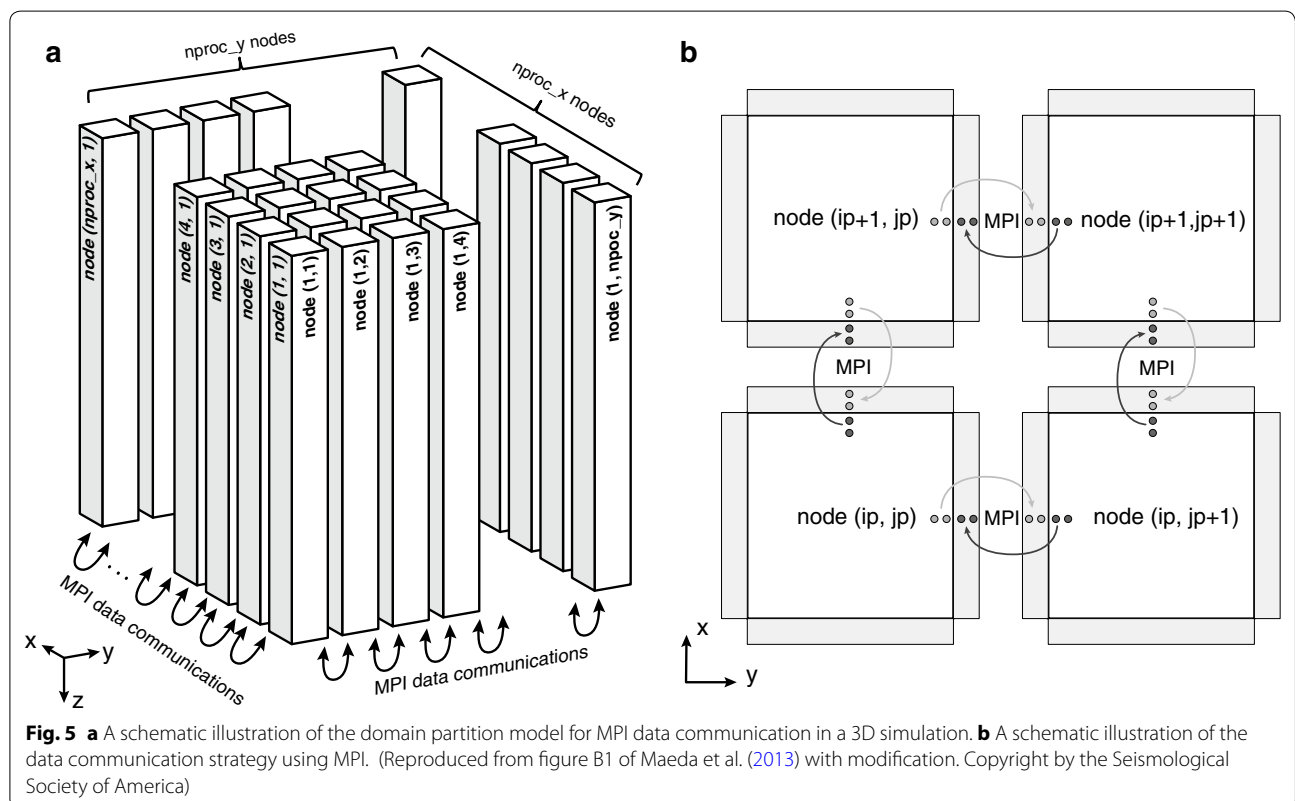 a
nproc_y nodes
nproc_x nodes
node (nproc_x, 1)
node (4, 1)
node (3, 1)
node (2, 1)
node (1, 1)
node (1,1)
node (1,2)
node (1,3)
node (1,4)
node (1, npoc_y)
...
MPI data communications
MPI data communications
x
y
z
b
node (ip+1, jp)
MPI
node (ip+1,jp+1)
MPI
MPI
node (ip, jp)
MPI
node (ip, jp+1)
x
y
Fig. 5 a A schematic illustration of the domain partition model for MPI data communication in a 3D simulation. b A schematic illustration of the
data communication strategy using MPI. (Reproduced from figure B1 of Maeda et al. (2013) with modification. Copyright by the Seismological
Society of America)